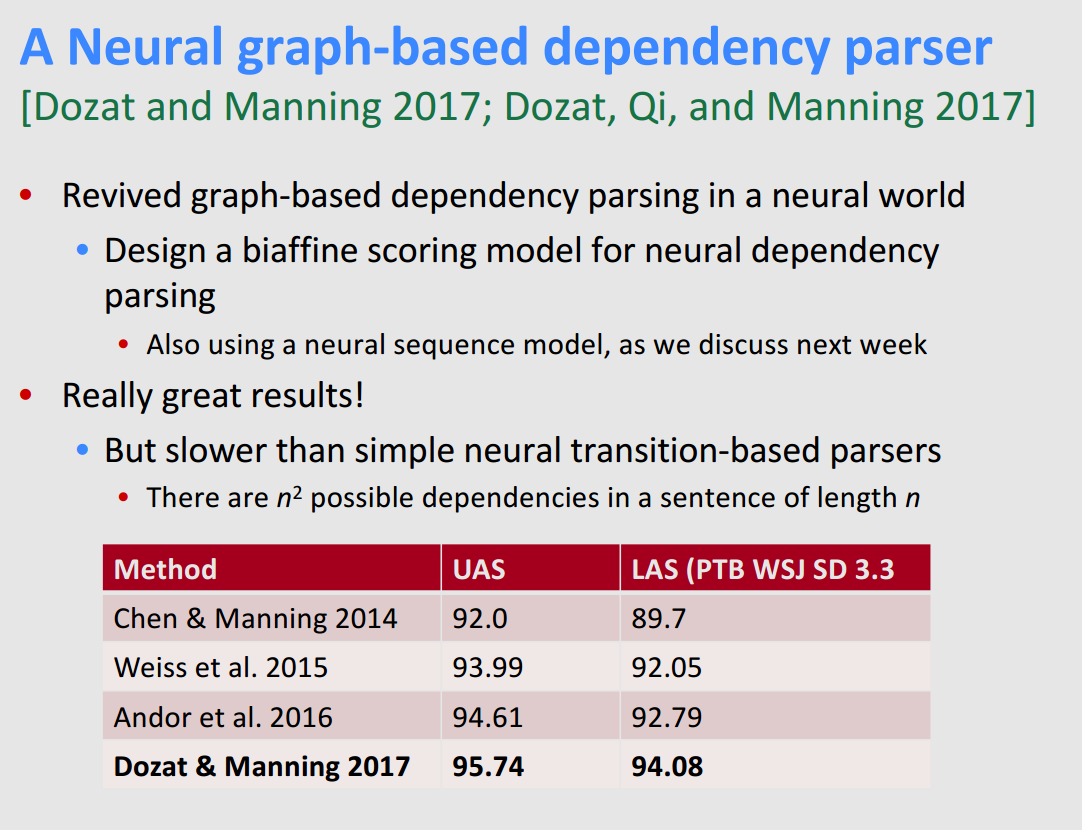 A Neural graph-based dependency parser
[Dozat and Manning 2017; Dozat, Qi, and Manning 2017]
• Revived graph-based dependency parsing in a neural world
• Design a biaffine scoring model for neural dependency
parsing
• Also using a neural sequence model, as we discuss next week
• Really great results!
• But slower than simple neural transition-based parsers
• There are n² possible dependencies in a sentence of length n
Method UAS LAS (PTB WSJ SD 3.3
Chen & Manning 2014 92.0 89.7
Weiss et al. 2015 93.99 92.05
Andor et al. 2016 94.61 92.79
Dozat & Manning 2017 95.74 94.08